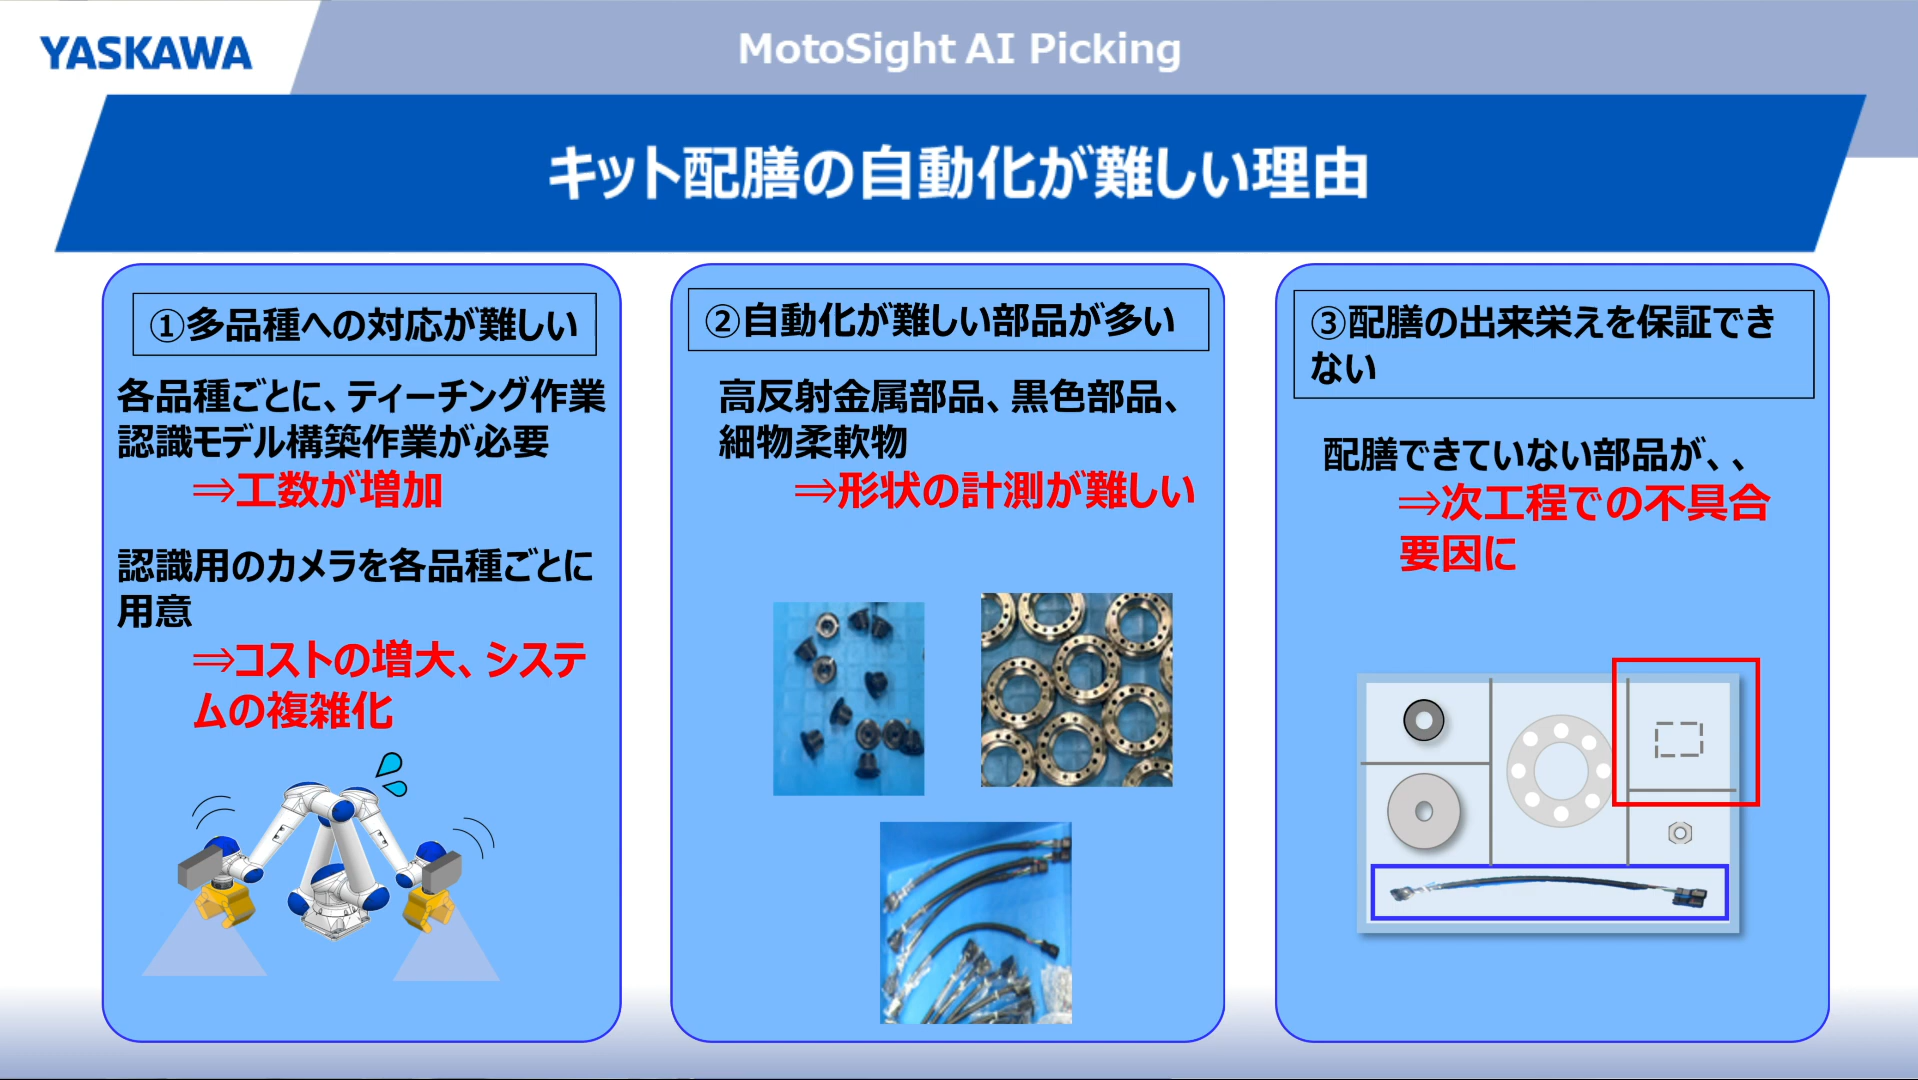 YASKAWA
MotoSight AI Picking
キット配膳の自動化が難しい理由
①多品種への対応が難しい
各品種ごとに、ティーチング作業
認識モデル構築作業が必要
⇒工数が増加
認識用のカメラを各品種ごとに
用意
⇒コストの増大、システ
ムの複雑化
②自動化が難しい部品が多い
高反射金属部品、黒色部品、
細物柔軟物
⇒形状の計測が難しい
③配膳の出来栄えを保証でき
ない
配膳できていない部品が、、
⇒次工程での不具合
要因に